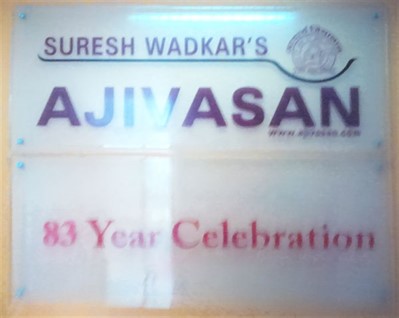 SURESH WADKAR'S
AJIVASAN
www.ajivasan.com
83 Year Celebration